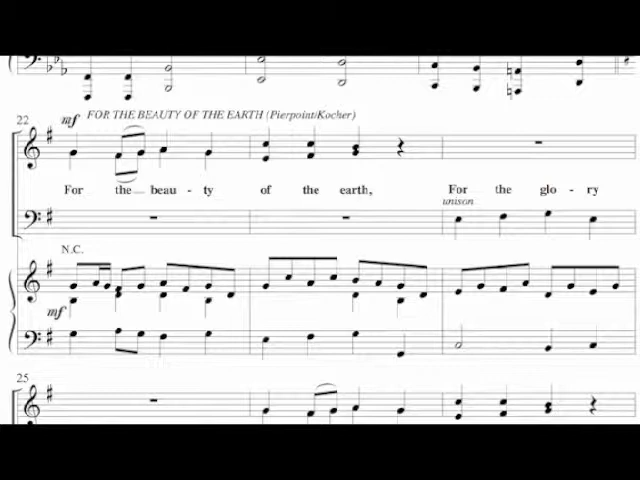 22
mf FOR THE BEAUTY OF THE EARTH (Pierpoint/Kocher)
For the beau - ty of the earth, For the glo - ry
unison
N.C.
mf
25